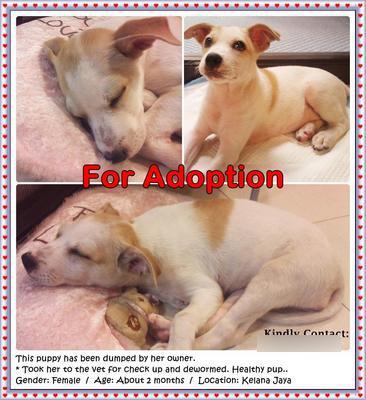 For Adoption
Kindly Contact:
This puppy has been dumped by her owner.
* Took her to the vet for check up and dewormed. Healthy pup..
Gender: Female / Age: About 2 months / Location: Kelana Jaya